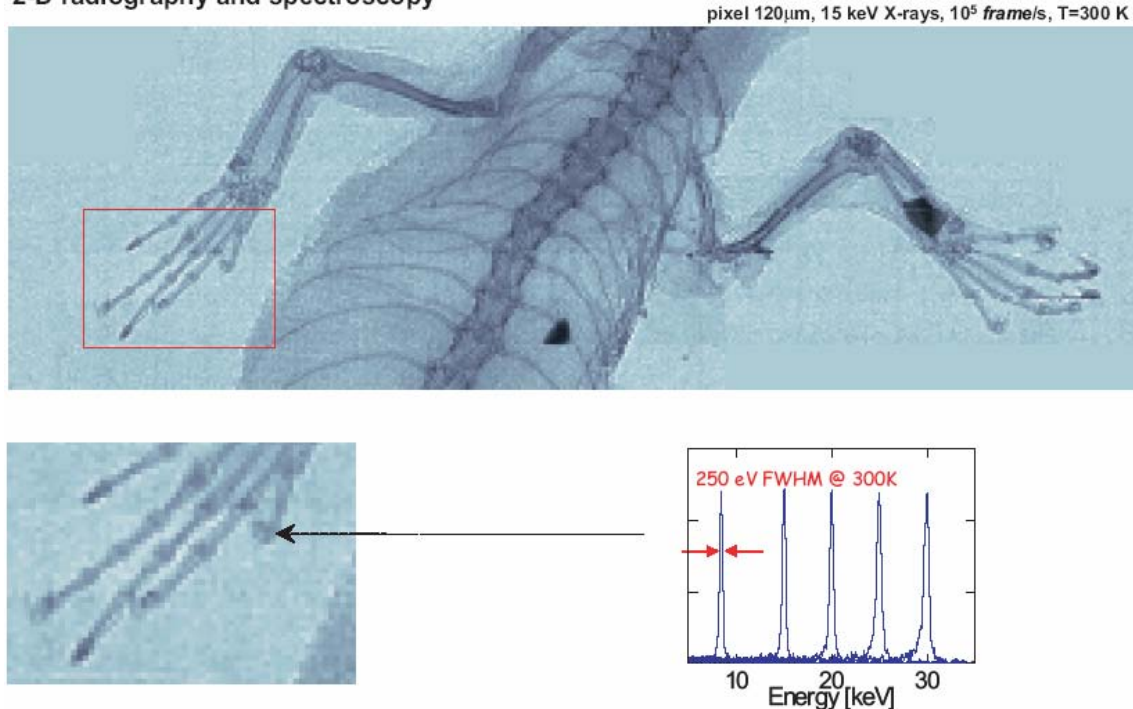 2-D radiography and spectroscopy
pixel 120µm, 15 keV X-rays, 10⁵ frame/s, T=300 K
250 eV FWHM @ 300K
10 20 30
Energy [keV]